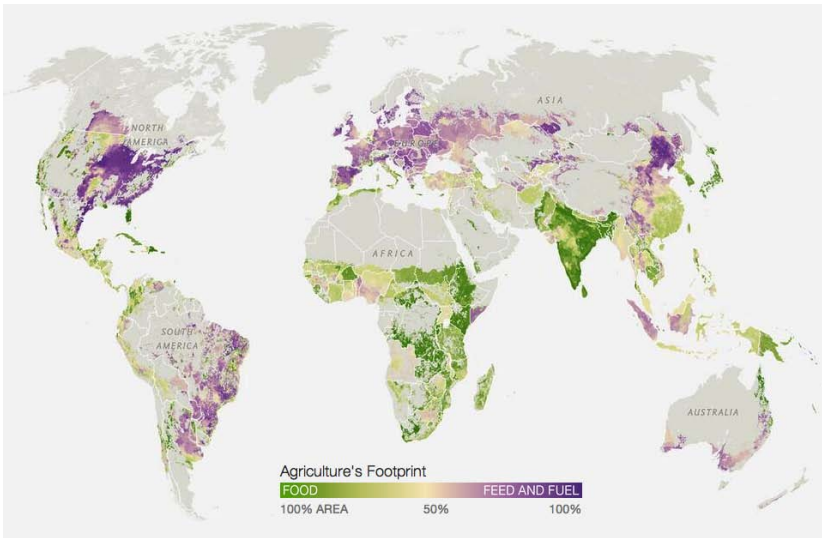 ASIA
NORTH
AMERICA
EUROPE
AFRICA
SOUTH
AMERICA
AUSTRALIA
Agriculture's Footprint
FOOD FEED AND FUEL
100% AREA 50% 100%